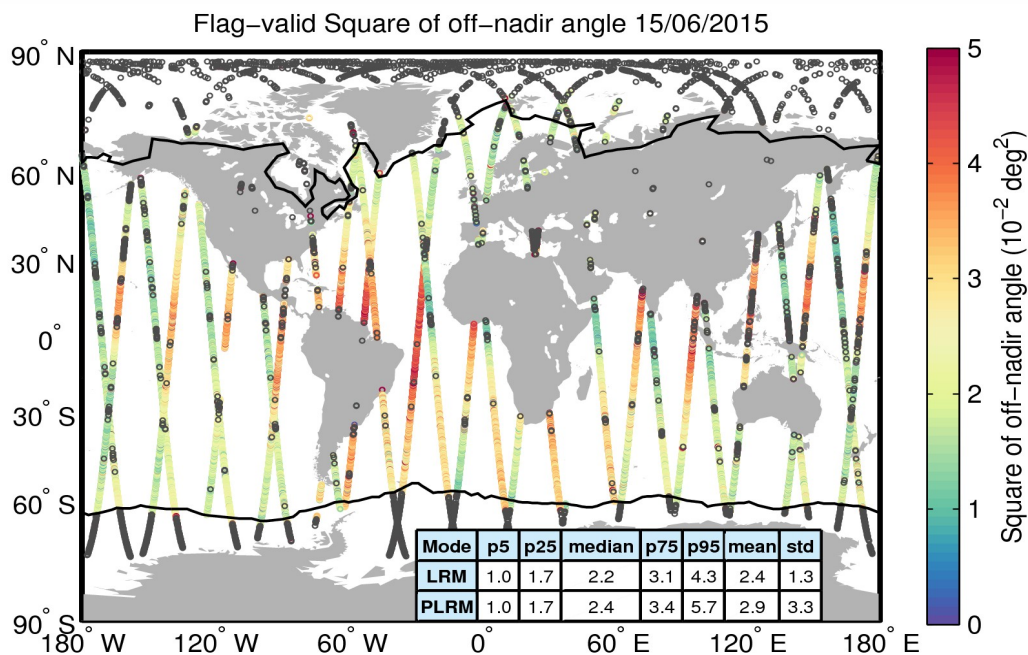 Flag−valid Square of off−nadir angle 15/06/2015
90° N
60° N
30° N
0°
30° S
60° S
90° S
180° W
120° W
60° W
0°
60° E
120° E
180° E
Mode p5 p25 median p75 p95 mean std
LRM 1.0 1.7 2.2 3.1 4.3 2.4 1.3
PLRM 1.0 1.7 2.4 3.4 5.7 2.9 3.3
5
4
3
2
1
0
Square of off−nadir angle (10⁻² deg²)